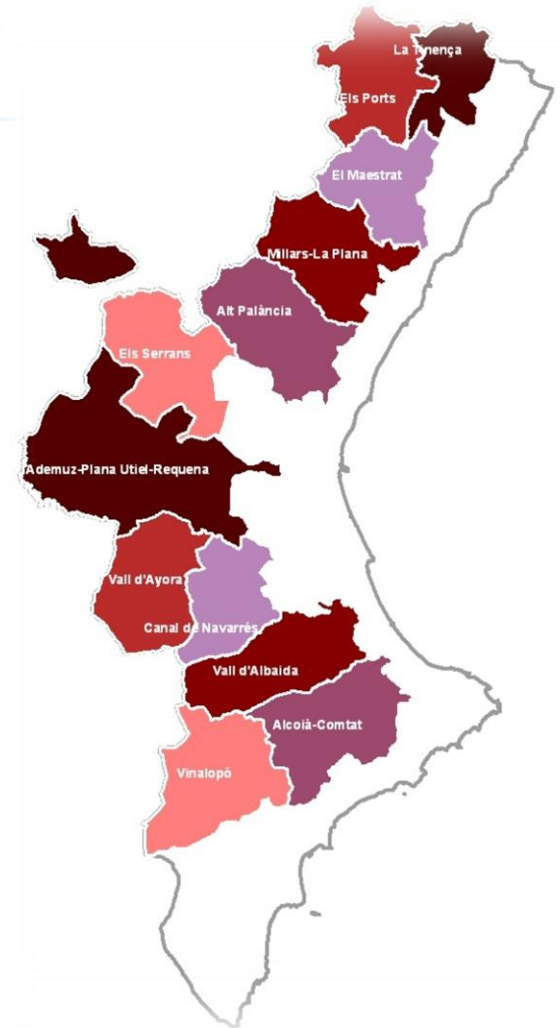 La Tinença
Els Ports
El Maestrat
Millars-La Plana
Alt Palància
Els Serrans
Ademuz-Plana Utiel-Requena
Vall d'Ayora
Canal de Navarrés
Vall d'Albaida
Alcoià-Comtat
Vinalopó